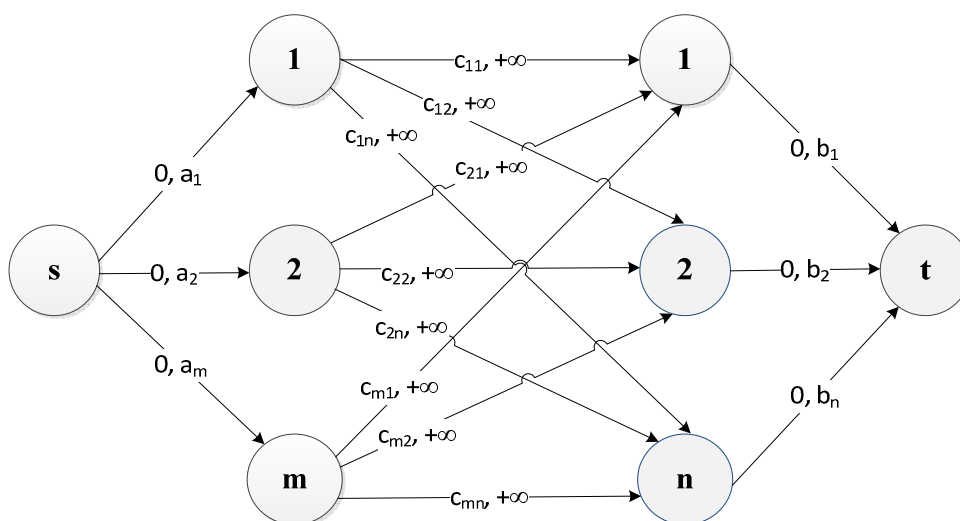 1
c₁₁, +∞
1
c₁₂, +∞
c₁ₙ, +∞
0, b₁
c₂₁, +∞
0, a₁
s
0, a₂
2
c₂₂, +∞
2
0, b₂
t
c₂ₙ, +∞
0, aₘ
cₘ₁, +∞
0, bₙ
cₘ₂, +∞
m
cₘₙ, +∞
n